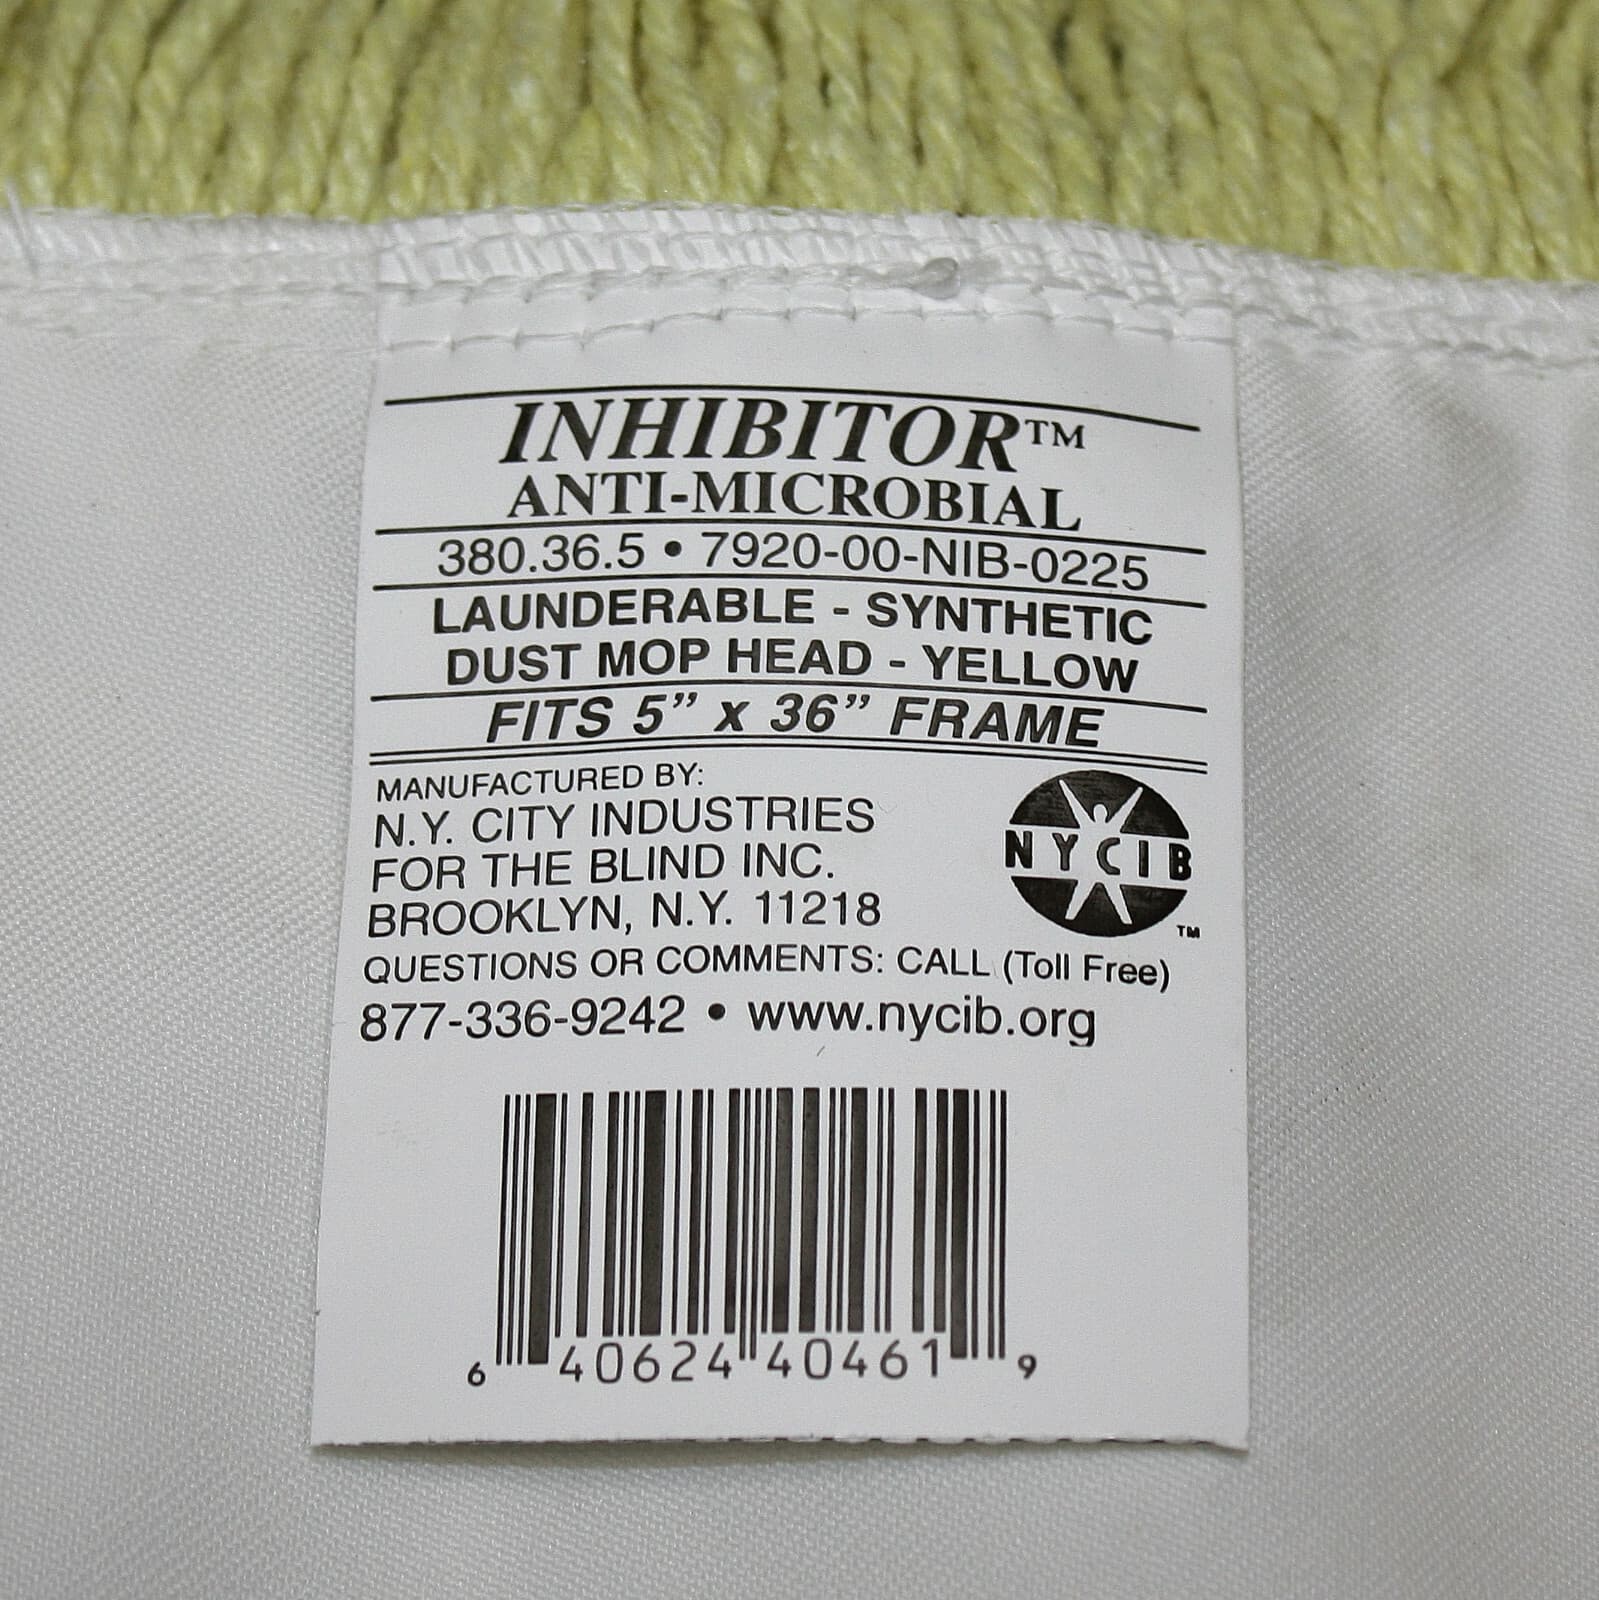 INHIBITOR™
ANTI-MICROBIAL
380.36.5 • 7920-00-NIB-0225
LAUNDERABLE - SYNTHETIC
DUST MOP HEAD - YELLOW
FITS 5” x 36” FRAME
MANUFACTURED BY:
N.Y. CITY INDUSTRIES
FOR THE BLIND INC.
BROOKLYN, N.Y. 11218
NYCIB™
QUESTIONS OR COMMENTS: CALL (Toll Free)
877-336-9242 • www.nycib.org
6 40624 40461 9